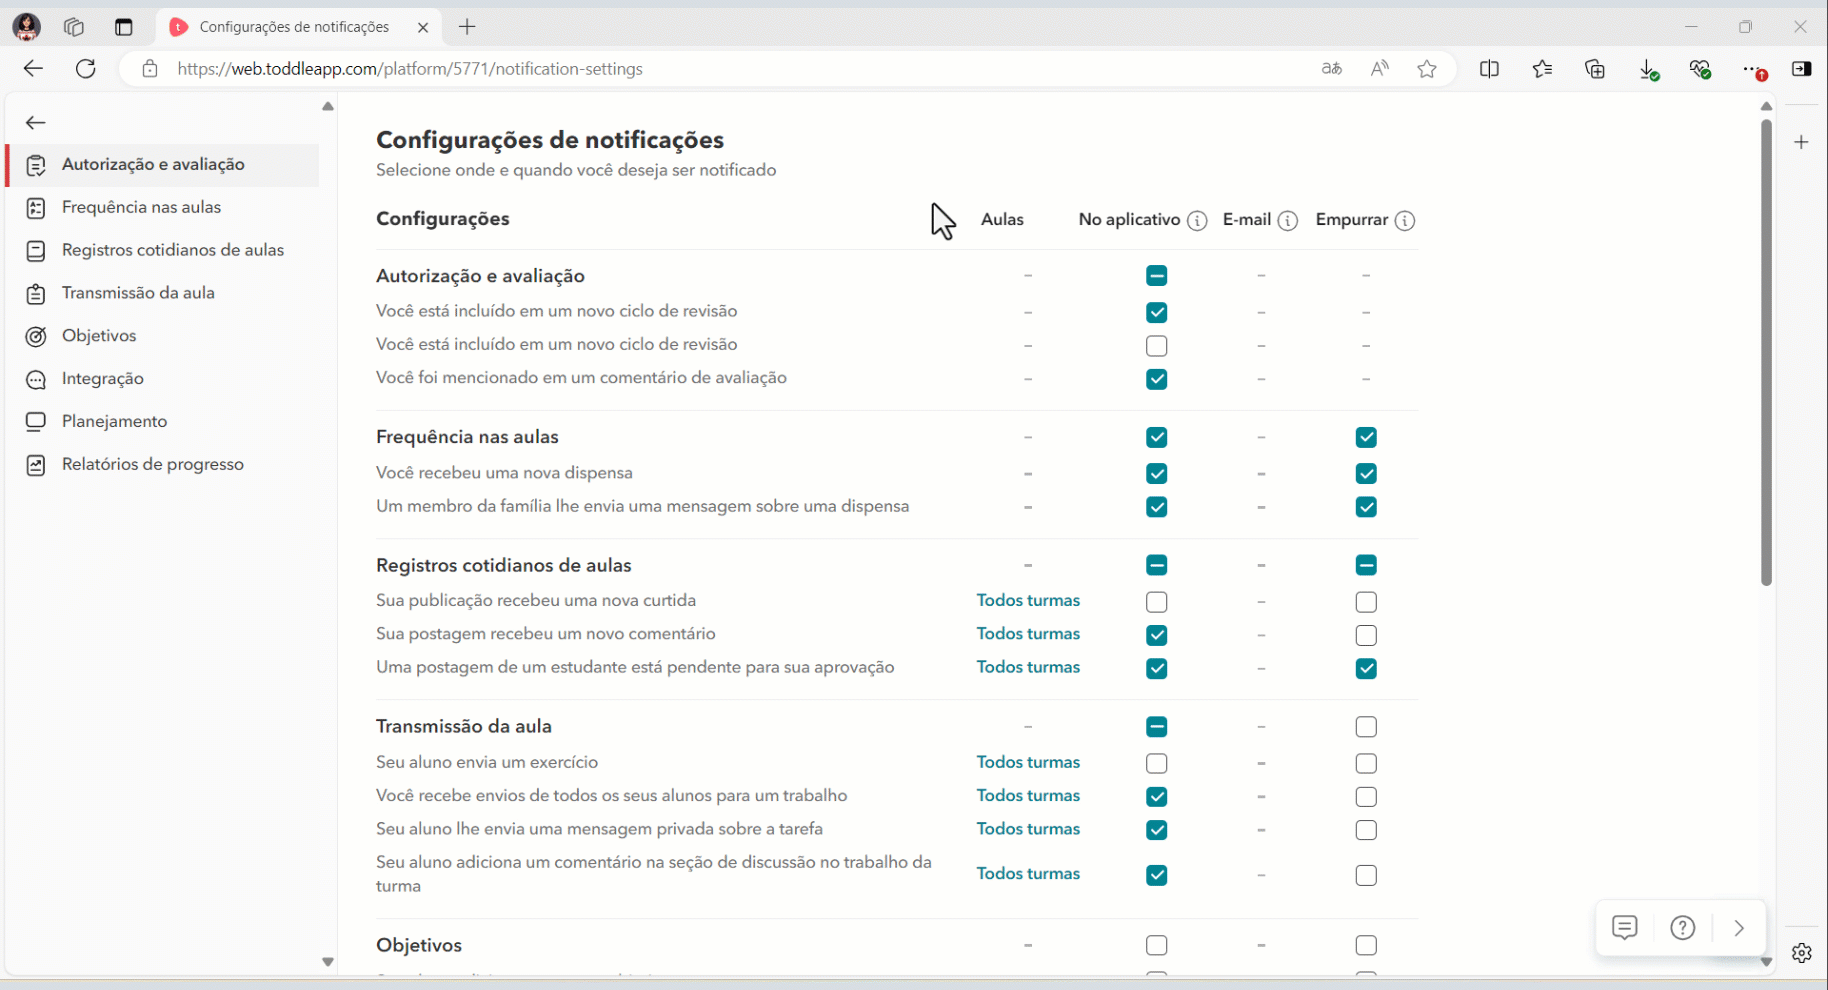 Configurações de notificações
https://web.toddleapp.com/platform/5771/notification-settings
Autorização e avaliação
Frequência nas aulas
Registros cotidianos de aulas
Transmissão da aula
Objetivos
Integração
Planejamento
Relatórios de progresso
Configurações de notificações
Selecione onde e quando você deseja ser notificado
Configurações Aulas No aplicativo E-mail Empurrar
Autorização e avaliação
Você está incluído em um novo ciclo de revisão
Você está incluído em um novo ciclo de revisão
Você foi mencionado em um comentário de avaliação
Frequência nas aulas
Você recebeu uma nova dispensa
Um membro da família lhe envia uma mensagem sobre uma dispensa
Registros cotidianos de aulas
Sua publicação recebeu uma nova curtida Todos turmas
Sua postagem recebeu um novo comentário Todos turmas
Uma postagem de um estudante está pendente para sua aprovação Todos turmas
Transmissão da aula
Seu aluno envia um exercício Todos turmas
Você recebe envios de todos os seus alunos para um trabalho Todos turmas
Seu aluno lhe envia uma mensagem privada sobre a tarefa Todos turmas
Seu aluno adiciona um comentário na seção de discussão no trabalho da
turma Todos turmas
Objetivos